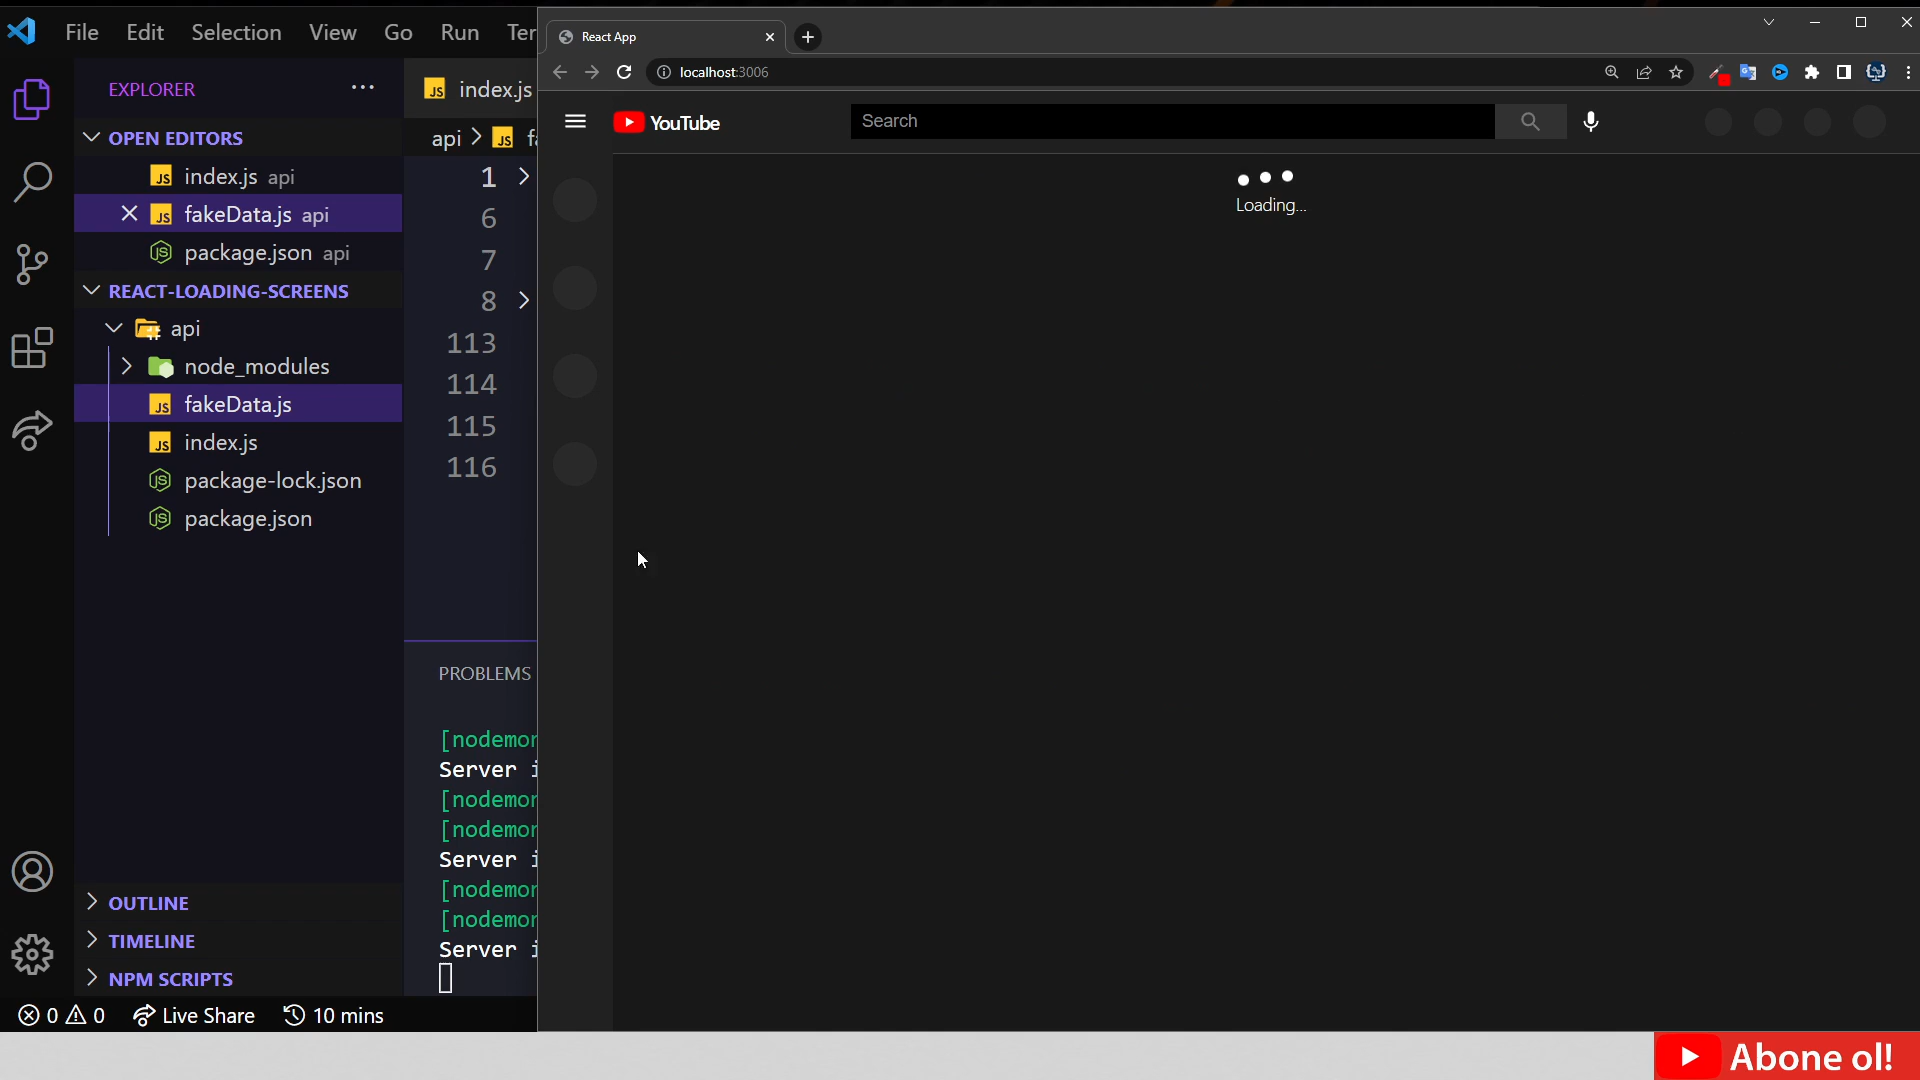 File Edit Selection View Go Run Ter
EXPLORER
OPEN EDITORS
index.js api
fakeData.js api
package.json api
REACT-LOADING-SCREENS
api
node_modules
fakeData.js
index.js
package-lock.json
package.json
OUTLINE
TIMELINE
NPM SCRIPTS
0 0 Live Share 10 mins
index.js
api > JS
1
6
7
8
113
114
115
116
PROBLEMS
[nodemon
Server i
[nodemon
[nodemon
Server i
[nodemon
[nodemon
Server i
React App
localhost:3006
YouTube
Search
Loading...
Abone ol!